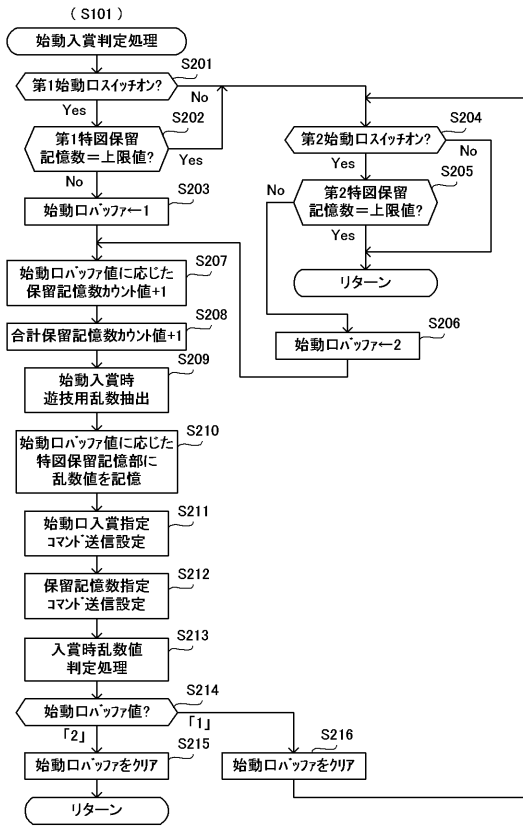 (S101)
始動入賞判定処理
S201
第1始動口スイッチオン?
No
Yes
S202
第1特図保留
記憶数=上限値?
Yes
No
S203
始動口バッファ←1
S204
第2始動口スイッチオン?
No
Yes
S205
第2特図保留
記憶数=上限値?
No
Yes
リターン
S206
始動口バッファ←2
S207
始動口バッファ値に応じた
保留記憶数カウント値+1
S208
合計保留記憶数カウント値+1
S209
始動入賞時
遊技用乱数抽出
S210
始動口バッファ値に応じた
特図保留記憶部に
乱数値を記憶
S211
始動口入賞指定
コマンド送信設定
S212
保留記憶数指定
コマンド送信設定
S213
入賞時乱数値
判定処理
S214
始動口バッファ値?
「1」
「2」
S215
始動口バッファをクリア
S216
始動口バッファをクリア
リターン